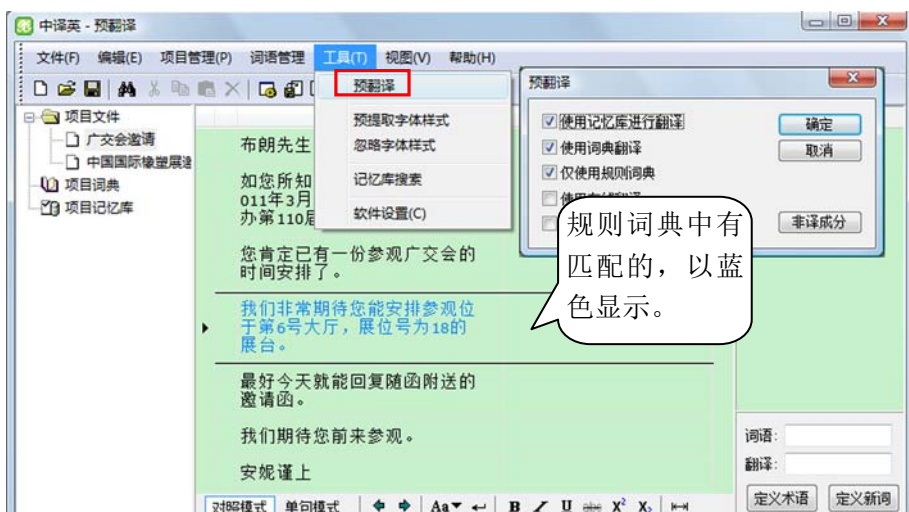 中译英 - 预翻译
文件(F) 编辑(E) 项目管理(P) 词语管理 工具(T) 视图(V) 帮助(H)
预翻译
预提取字体样式
忽略字体样式
记忆库搜索
软件设置(C)
预翻译
使用记忆库进行翻译
使用词典翻译
仅使用规则词典
确定
取消
非译成分
项目文件
广交会邀请
中国国际橡塑展邀
项目词典
项目记忆库
布朗先生
如您所知
011年3月
办第110届
您肯定已有一份参观广交会的
时间安排了。
我们非常期待您能安排参观位
于第6号大厅，展位号为18的
展台。
最好今天就能回复随函附送的
邀请函。
我们期待您前来参观。
安妮谨上
规则词典中有
匹配的，以蓝
色显示。
词语:
翻译:
定义术语 定义新词
对照模式 单句模式 Aa B I U abc X² X₂